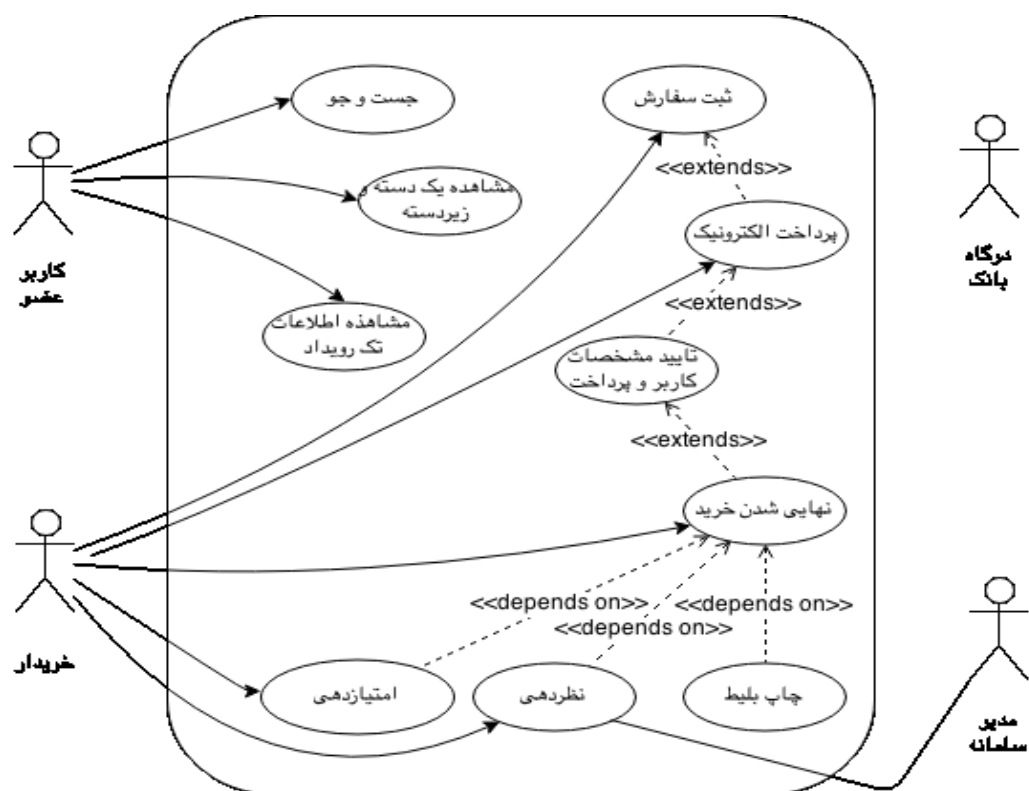 جست و جو
ثبت سفارش
<<extends>>
مشاهده یک دسته و
زیردسته
پرداخت الکترونیک
کاربر
عضو
درگاه
بانک
<<extends>>
مشاهذه اطلاعات
تک رویداد
تایید مشخصات
کاربر و پرداخت
<<extends>>
نهایی شدن خرید
<<depends on>>
<<depends on>>
<<depends on>>
خریدار
امتیازدهی
نظردهی
چاپ بلیط
مدیر
سامانه